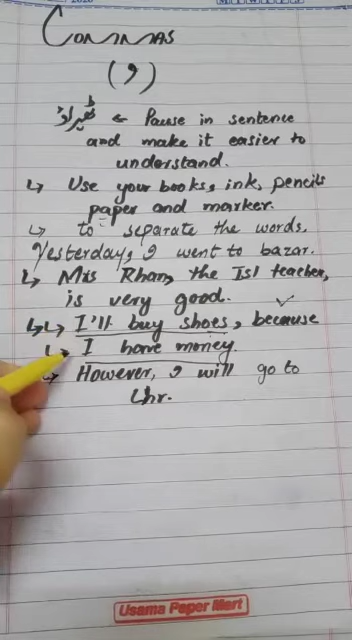 Commas
(,)
ٹھہراؤ ← Pause in sentence
and make it easier to
understand.
↳ Use your books, ink, pencils
paper and marker.
↳ to separate the words.
Yesterday, I went to bazar.
↳ Mrs Khan, the Isl teacher,
is very good.
↳↳ I'll buy shoes, because
↳ I have money.
↳ However, I will go to
Lhr.
Usama Paper Mart